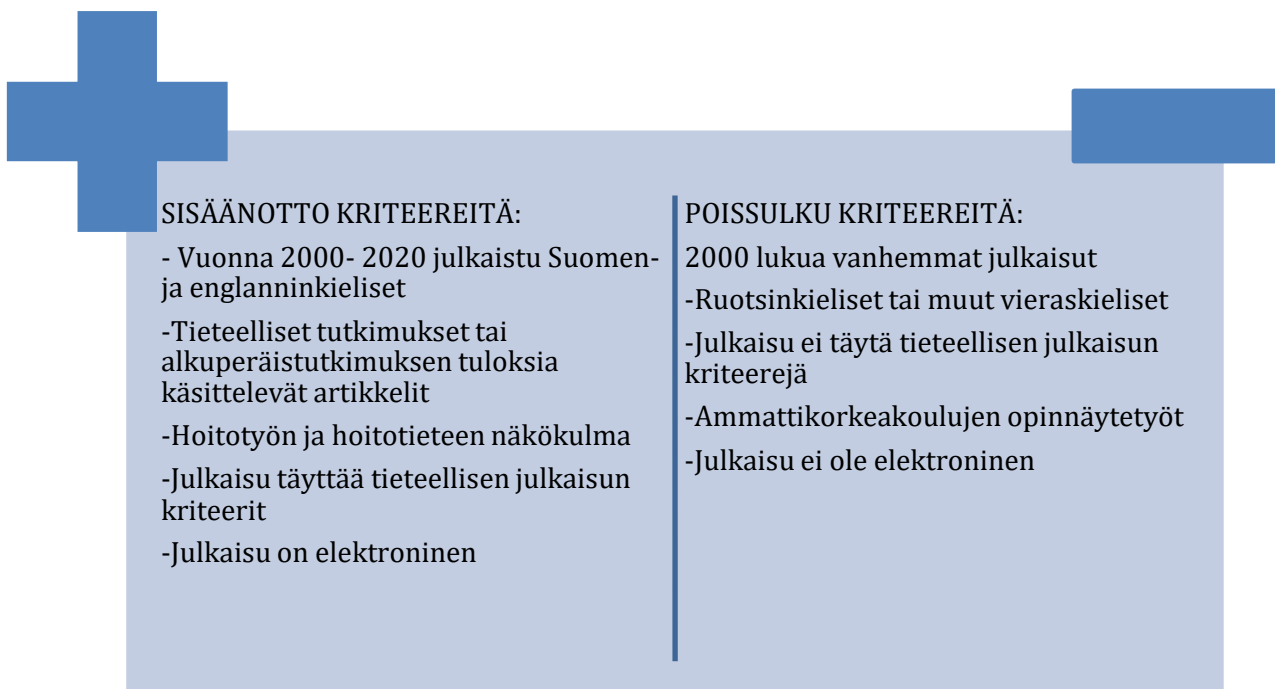 SISÄÄNOTTO KRITEEREITÄ:
- Vuonna 2000- 2020 julkaistu Suomen-
ja englanninkieliset
-Tieteelliset tutkimukset tai
alkuperäistutkimuksen tuloksia
käsittelevät artikkelit
-Hoitotyön ja hoitotieteen näkökulma
-Julkaisu täyttää tieteellisen julkaisun
kriteerit
-Julkaisu on elektroninen
POISSULKU KRITEEREITÄ:
2000 lukua vanhemmat julkaisut
-Ruotsinkieliset tai muut vieraskieliset
-Julkaisu ei täytä tieteellisen julkaisun
kriteerejä
-Ammattikorkeakoulujen opinnäytetyöt
-Julkaisu ei ole elektroninen